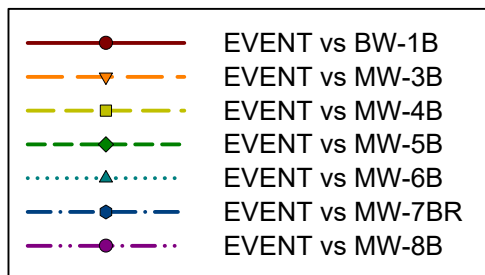 EVENT vs BW-1B
EVENT vs MW-3B
EVENT vs MW-4B
EVENT vs MW-5B
EVENT vs MW-6B
EVENT vs MW-7BR
EVENT vs MW-8B